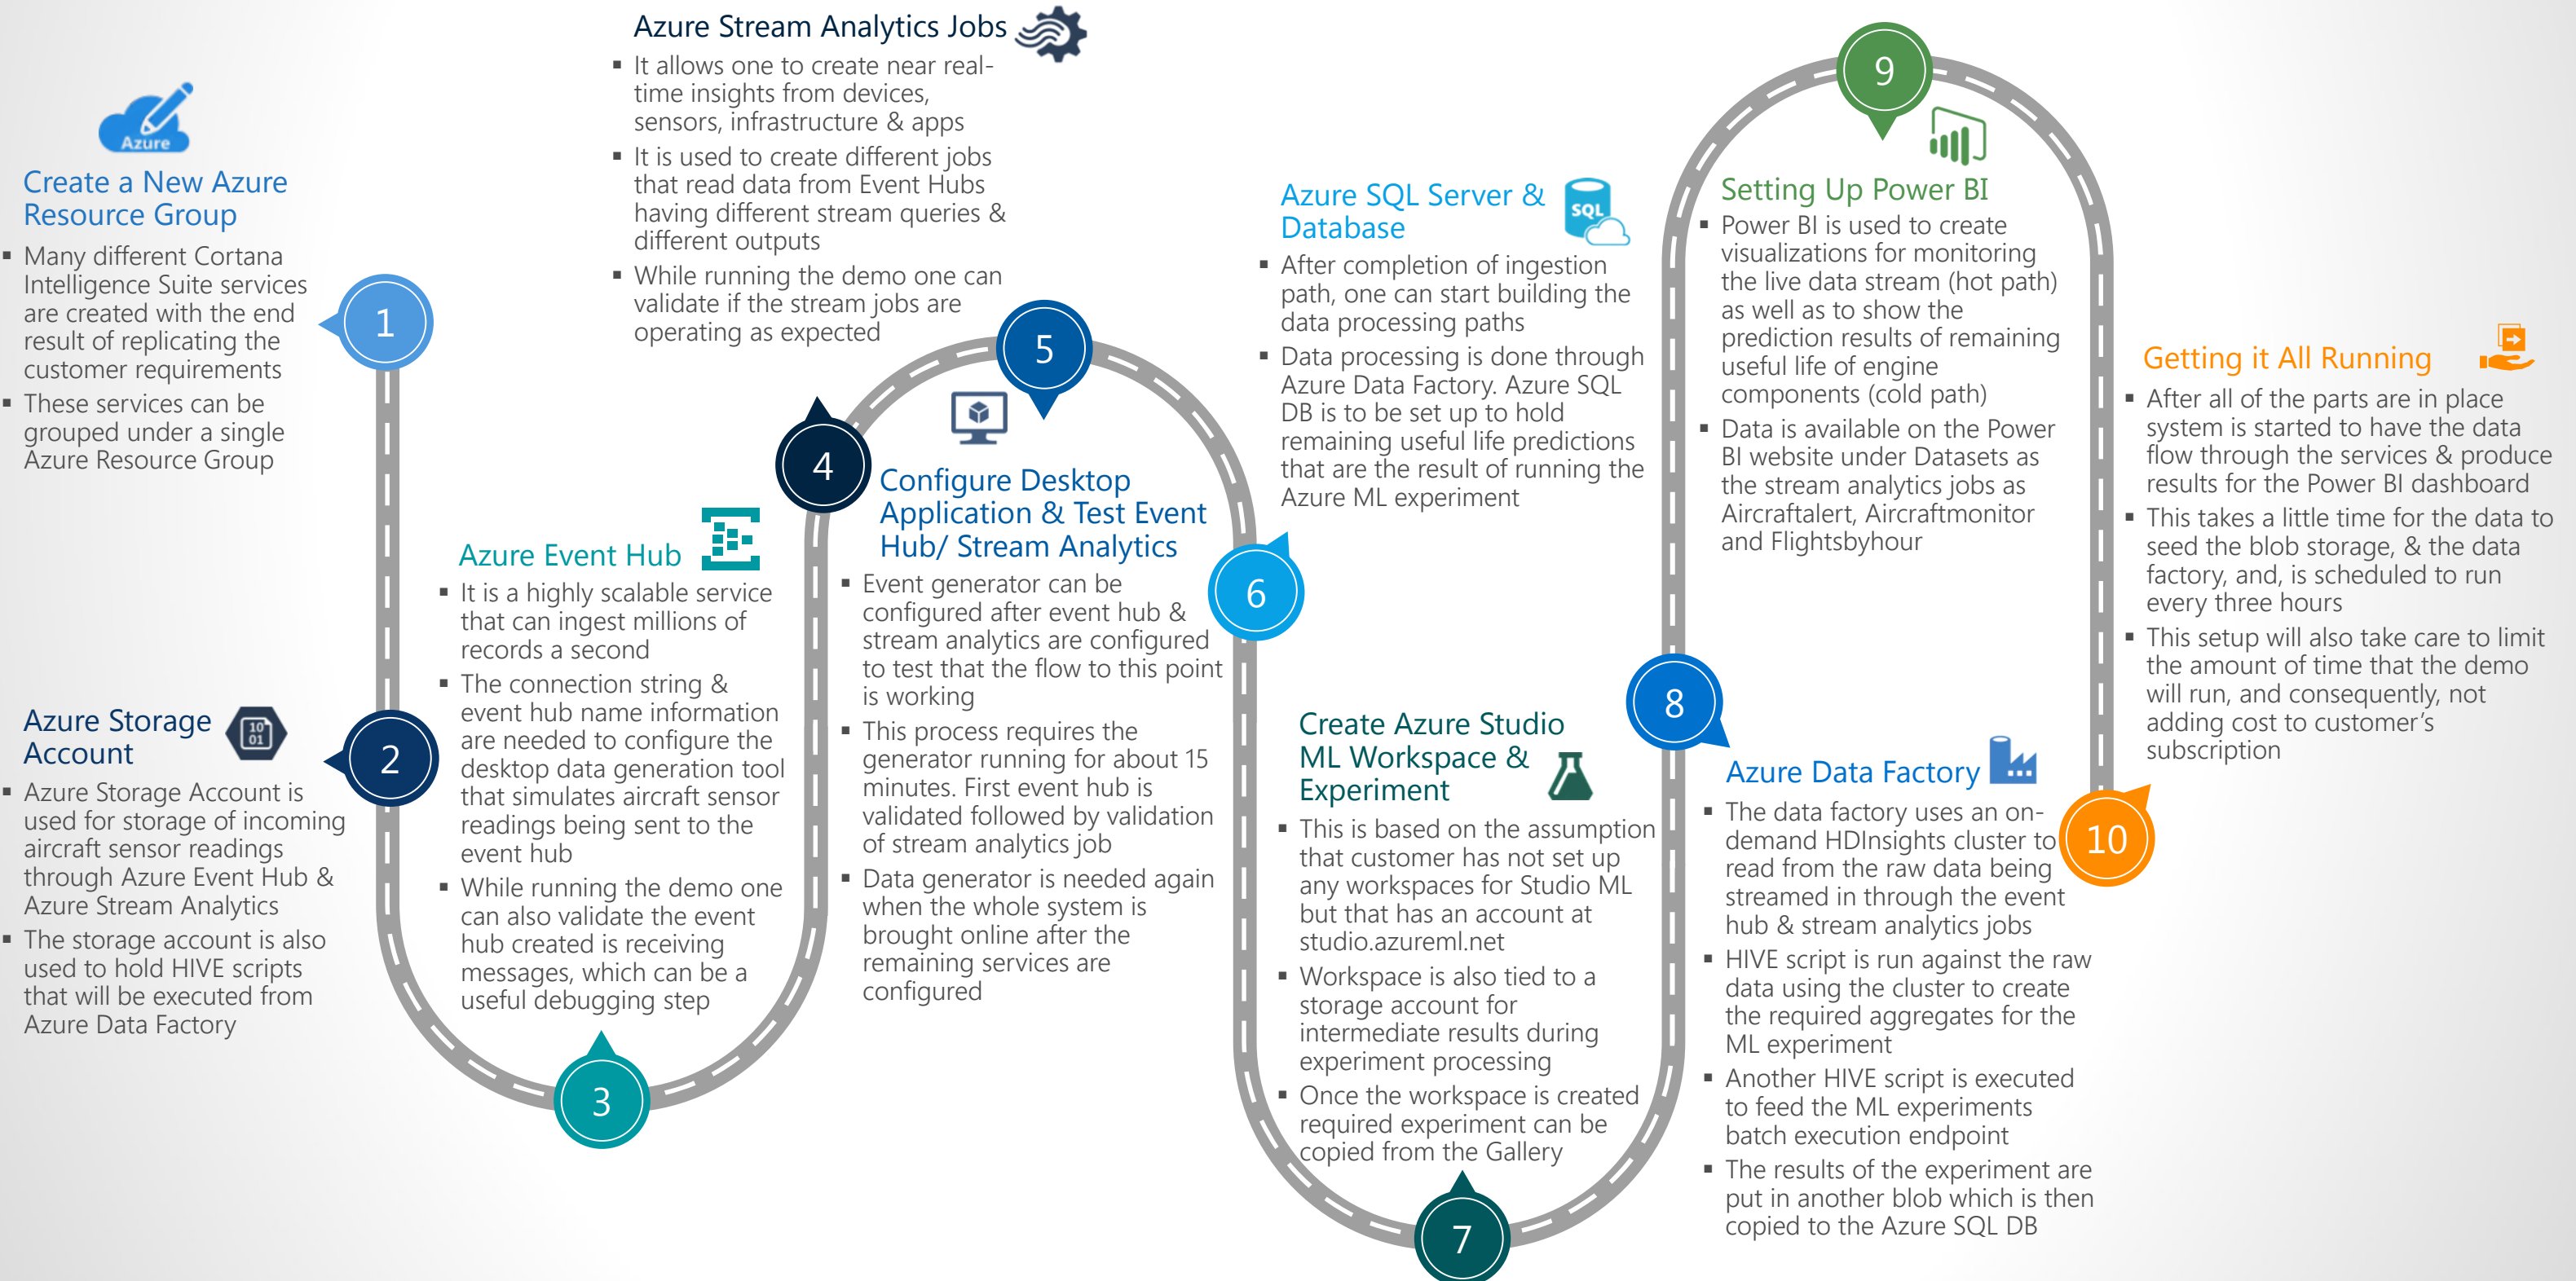 Azure
Create a New Azure
Resource Group
▪ Many different Cortana
Intelligence Suite services
are created with the end
result of replicating the
customer requirements
▪ These services can be
grouped under a single
Azure Resource Group
1
Azure Storage
Account
10
01
▪ Azure Storage Account is
used for storage of incoming
aircraft sensor readings
through Azure Event Hub &
Azure Stream Analytics
▪ The storage account is also
used to hold HIVE scripts
that will be executed from
Azure Data Factory
2
Azure Event Hub
▪ It is a highly scalable service
that can ingest millions of
records a second
▪ The connection string &
event hub name information
are needed to configure the
desktop data generation tool
that simulates aircraft sensor
readings being sent to the
event hub
▪ While running the demo one
can also validate the event
hub created is receiving
messages, which can be a
useful debugging step
3
Azure Stream Analytics Jobs
▪ It allows one to create near real-
time insights from devices,
sensors, infrastructure & apps
▪ It is used to create different jobs
that read data from Event Hubs
having different stream queries &
different outputs
▪ While running the demo one can
validate if the stream jobs are
operating as expected
4
5
Configure Desktop
Application & Test Event
Hub/ Stream Analytics
▪ Event generator can be
configured after event hub &
stream analytics are configured
to test that the flow to this point
is working
▪ This process requires the
generator running for about 15
minutes. First event hub is
validated followed by validation
of stream analytics job
▪ Data generator is needed again
when the whole system is
brought online after the
remaining services are
configured
Azure SQL Server &
Database
SQL
▪ After completion of ingestion
path, one can start building the
data processing paths
▪ Data processing is done through
Azure Data Factory. Azure SQL
DB is to be set up to hold
remaining useful life predictions
that are the result of running the
Azure ML experiment
6
Create Azure Studio
ML Workspace &
Experiment
▪ This is based on the assumption
that customer has not set up
any workspaces for Studio ML
but that has an account at
studio.azureml.net
▪ Workspace is also tied to a
storage account for
intermediate results during
experiment processing
▪ Once the workspace is created
required experiment can be
copied from the Gallery
7
8
Azure Data Factory
▪ The data factory uses an on-
demand HDInsights cluster to
read from the raw data being
streamed in through the event
hub & stream analytics jobs
▪ HIVE script is run against the raw
data using the cluster to create
the required aggregates for the
ML experiment
▪ Another HIVE script is executed
to feed the ML experiments
batch execution endpoint
▪ The results of the experiment are
put in another blob which is then
copied to the Azure SQL DB
9
Setting Up Power BI
▪ Power BI is used to create
visualizations for monitoring
the live data stream (hot path)
as well as to show the
prediction results of remaining
useful life of engine
components (cold path)
▪ Data is available on the Power
BI website under Datasets as
the stream analytics jobs as
Aircraftalert, Aircraftmonitor
and Flightsbyhour
Getting it All Running
▪ After all of the parts are in place
system is started to have the data
flow through the services & produce
results for the Power BI dashboard
▪ This takes a little time for the data to
seed the blob storage, & the data
factory, and, is scheduled to run
every three hours
▪ This setup will also take care to limit
the amount of time that the demo
will run, and consequently, not
adding cost to customer's
subscription
10